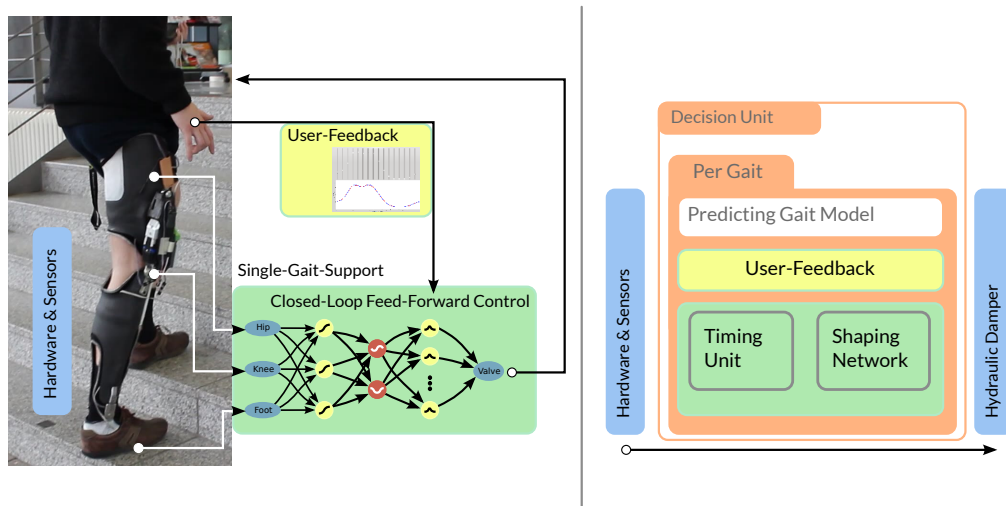 User-Feedback
Hardware & Sensors
Single-Gait-Support
Closed-Loop Feed-Forward Control
Hip
Knee
Foot
Valve
Decision Unit
Per Gait
Predicting Gait Model
User-Feedback
Timing
Unit
Shaping
Network
Hardware & Sensors
Hydraulic Damper